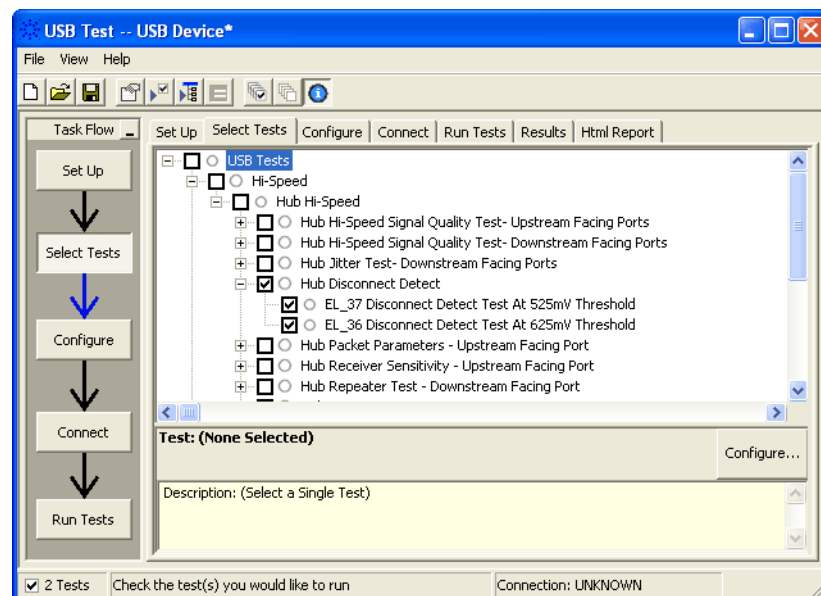 USB Test -- USB Device*
File View Help
Task Flow
Set Up
Select Tests
Configure
Connect
Run Tests
Set Up Select Tests Configure Connect Run Tests Results Html Report
USB Tests
Hi-Speed
Hub Hi-Speed
Hub Hi-Speed Signal Quality Test- Upstream Facing Ports
Hub Hi-Speed Signal Quality Test- Downstream Facing Ports
Hub Jitter Test- Downstream Facing Ports
Hub Disconnect Detect
EL_37 Disconnect Detect Test At 525mV Threshold
EL_36 Disconnect Detect Test At 625mV Threshold
Hub Packet Parameters - Upstream Facing Port
Hub Receiver Sensitivity - Upstream Facing Port
Hub Repeater Test - Downstream Facing Port
Test: (None Selected)
Configure...
Description: (Select a Single Test)
2 Tests Check the test(s) you would like to run Connection: UNKNOWN